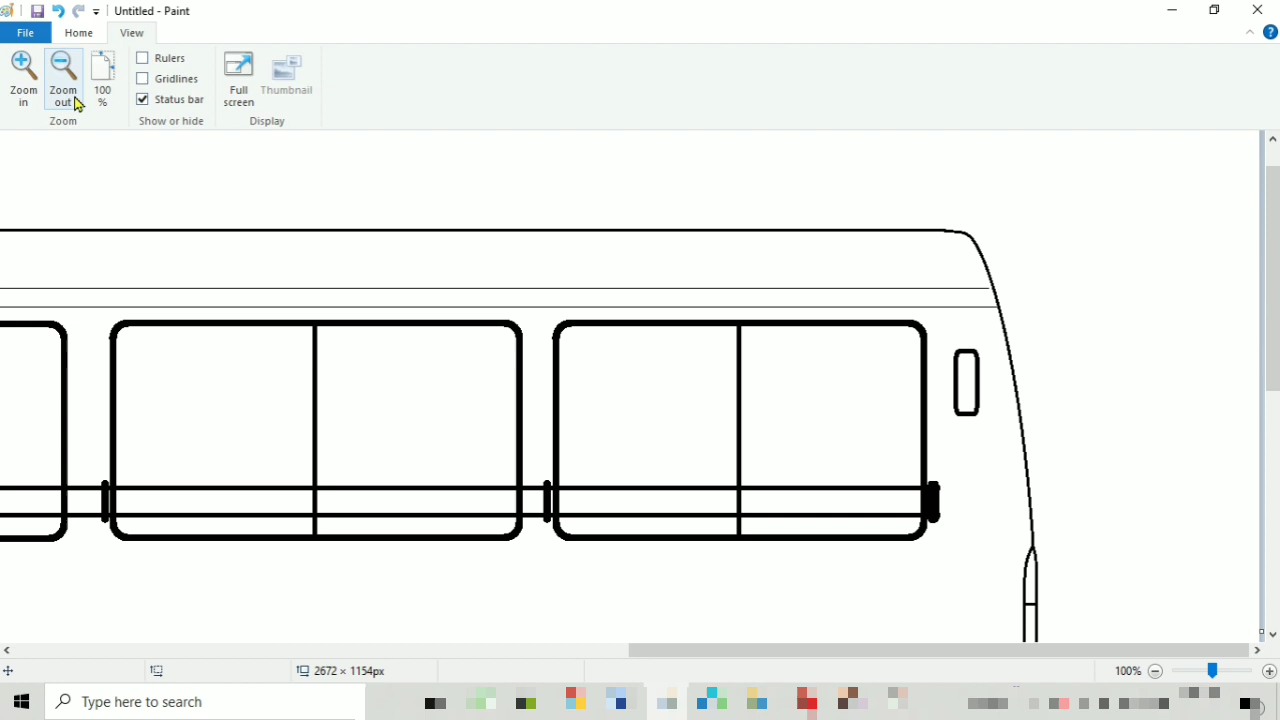 Untitled - Paint
File Home View
Zoom in
Zoom out
100 %
Rulers
Gridlines
Status bar
Full screen
Thumbnail
Zoom Show or hide Display
2672 × 1154px 100%
Type here to search